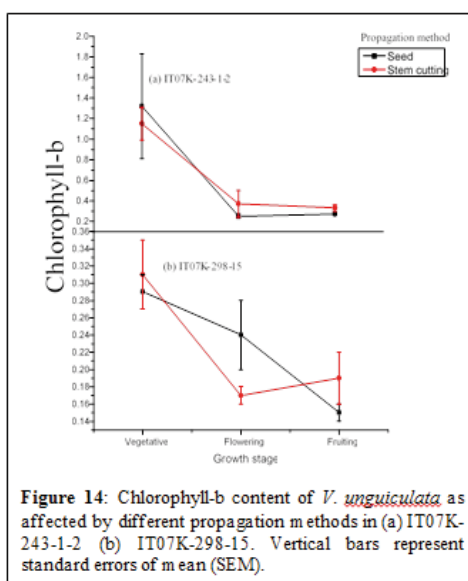 Propagation method
Seed
Stem cutting
(a) IT07K-243-1-2
Chlorophyll-b
2.0
1.8
1.6
1.4
1.2
1.0
0.8
0.6
0.4
0.2
0.36
(b) IT07K-298-15
0.30
0.28
0.26
0.24
0.22
0.20
0.18
0.16
0.14
Vegetative Flowering Fruiting
Growth stage
Figure 14: Chlorophyll-b content of V. unguiculata as
affected by different propagation methods in (a) IT07K-
243-1-2 (b) IT07K-298-15. Vertical bars represent
standard errors of mean (SEM).